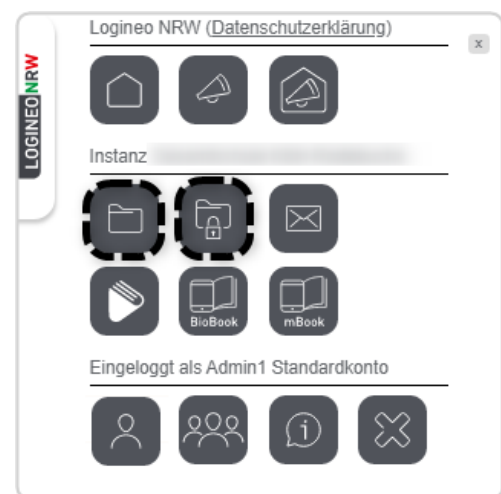 LOGINEO NRW
Logineo NRW (Datenschutzerklärung)
x
Instanz
BioBook
mBook
Eingeloggt als Admin1 Standardkonto